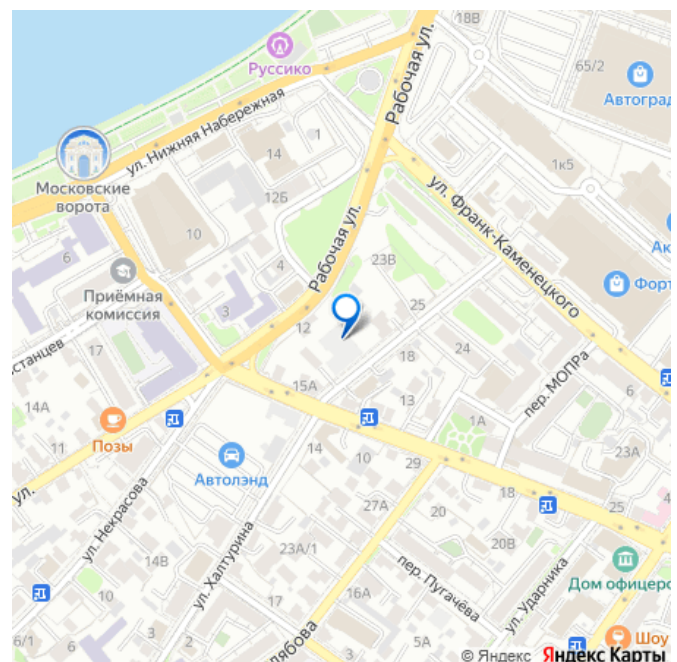 18В
65/2
Руссико
Автоград
Рабочая ул.
ул. Нижняя Набережная
1
14
1к5
Московские
ворота
12Б
ул. Франк-Каменецкого
10
Рабочая ул.
23В
Ак
6
4
Форт
Приёмная
комиссия
3
25
12
станцев
17
18
24
пер. МОПРа
15А
6
14А
13
1А
Позы
11
14
23А
Автолэнд
10
29
ул.
18
25
4
27А
ул. Некрасова
20
14В
23А/1
20В
ул. Халтурина
пер. Пугачёва
Дом офицеро
ул. Ударника
17
6/1
3
2
лябова
5А
Шоу
© Яндекс Яндекс Карты